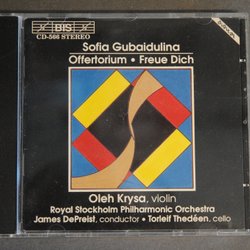 BIS
CD-566 STEREO
Sofia Gubaidulina
Offertorium • Freue Dich
Oleh Krysa, violin
Royal Stockholm Philharmonic Orchestra
James DePreist, conductor • Torleif Thedéen, cello